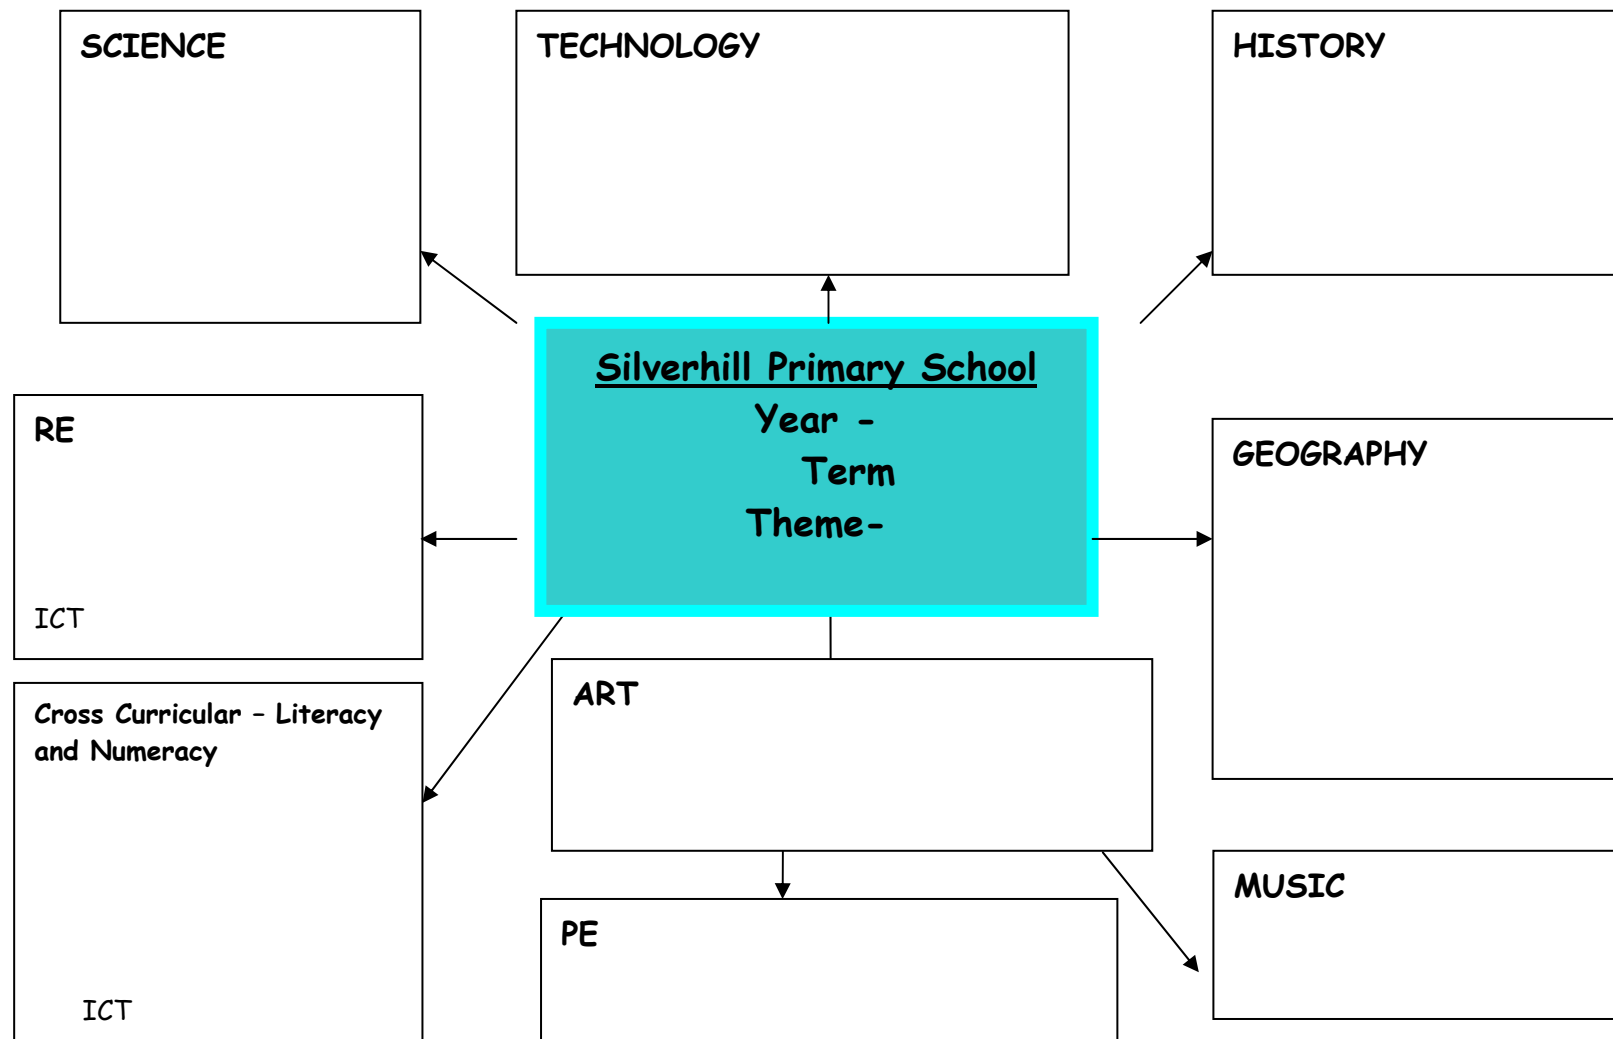 SCIENCE
TECHNOLOGY
HISTORY
Silverhill Primary School
Year -
Term
Theme-
RE
ICT
GEOGRAPHY
Cross Curricular – Literacy
and Numeracy
ICT
ART
PE
MUSIC